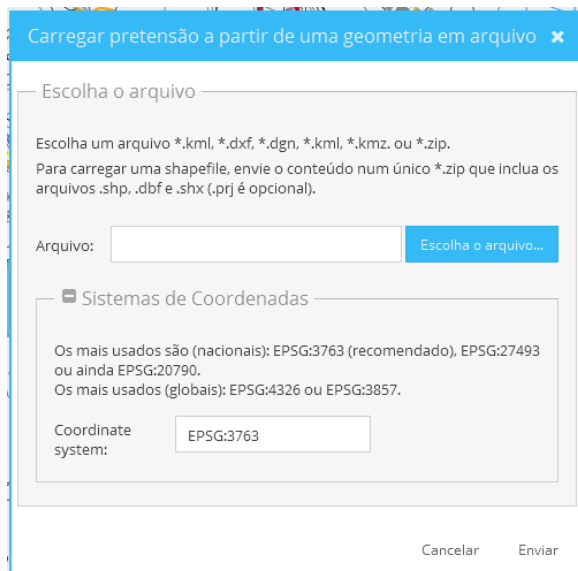 Carregar pretensão a partir de uma geometria em arquivo
Escolha o arquivo
Escolha um arquivo *.kml, *.dxf, *.dgn, *.kml, *.kmz. ou *.zip.
Para carregar uma shapefile, envie o conteúdo num único *.zip que inclua os
arquivos .shp, .dbf e .shx (.prj é opcional).
Arquivo:
Escolha o arquivo...
Sistemas de Coordenadas
Os mais usados são (nacionais): EPSG:3763 (recomendado), EPSG:27493
ou ainda EPSG:20790.
Os mais usados (globais): EPSG:4326 ou EPSG:3857.
Coordinate
system:
EPSG:3763
Cancelar
Enviar